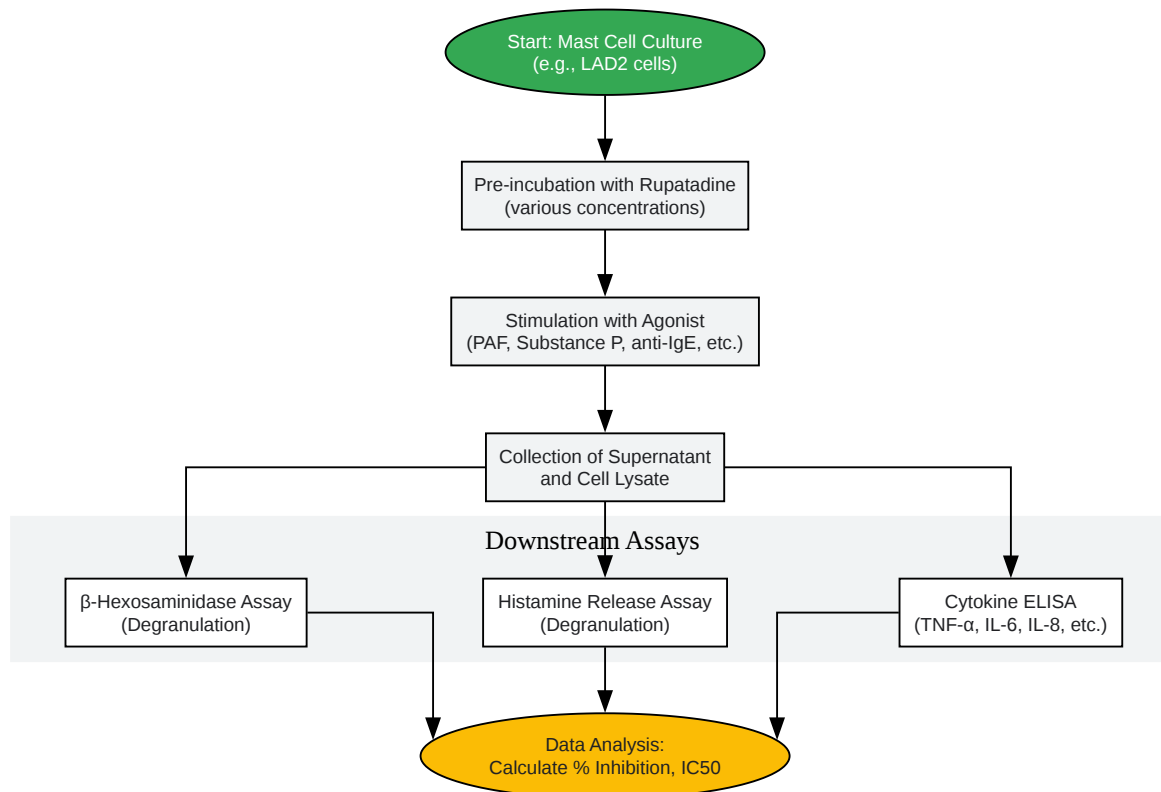 Start: Mast Cell Culture
(e.g., LAD2 cells)
Pre-incubation with Rupatadine
(various concentrations)
Stimulation with Agonist
(PAF, Substance P, anti-IgE, etc.)
Collection of Supernatant
and Cell Lysate
Downstream Assays
β-Hexosaminidase Assay
(Degranulation)
Histamine Release Assay
(Degranulation)
Cytokine ELISA
(TNF-α, IL-6, IL-8, etc.)
Data Analysis:
Calculate % Inhibition, IC50